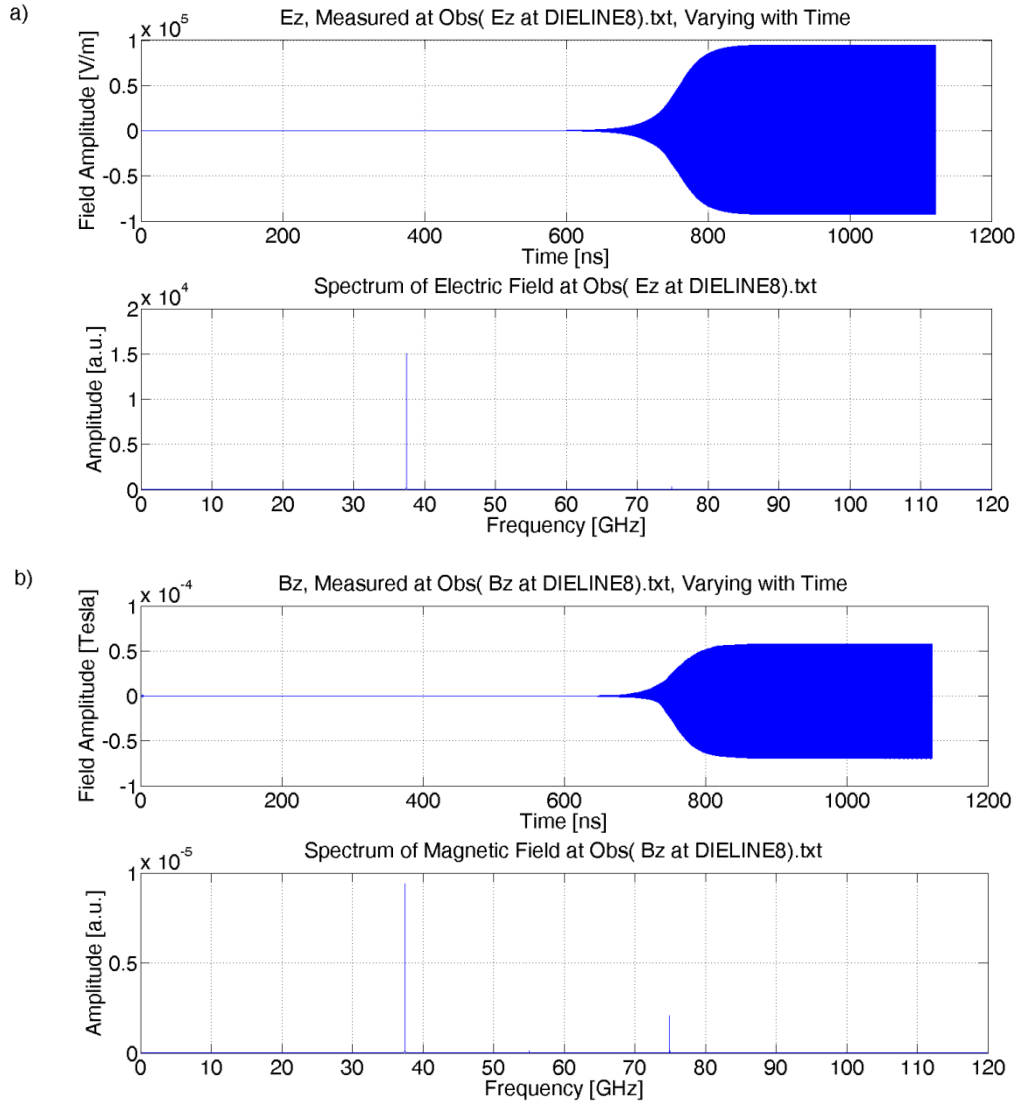 a)
Ez, Measured at Obs( Ez at DIELINE8).txt, Varying with Time
x 10^5
Field Amplitude [V/m]
1
0.5
0
-0.5
-1
0 200 400 600 800 1000 1200
Time [ns]
Spectrum of Electric Field at Obs( Ez at DIELINE8).txt
x 10^4
Amplitude [a.u.]
2
1.5
1
0.5
0
0 10 20 30 40 50 60 70 80 90 100 110 120
Frequency [GHz]
b)
Bz, Measured at Obs( Bz at DIELINE8).txt, Varying with Time
x 10^-4
Field Amplitude [Tesla]
1
0.5
0
-0.5
-1
0 200 400 600 800 1000 1200
Time [ns]
Spectrum of Magnetic Field at Obs( Bz at DIELINE8).txt
x 10^-5
Amplitude [a.u.]
1
0.5
0
0 10 20 30 40 50 60 70 80 90 100 110 120
Frequency [GHz]